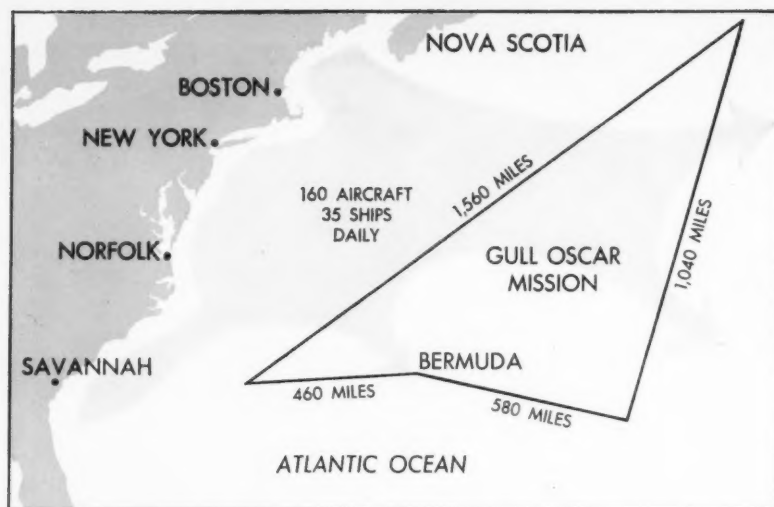 NOVA SCOTIA
BOSTON
NEW YORK
160 AIRCRAFT
35 SHIPS
DAILY
1,560 MILES
NORFOLK
GULL OSCAR
MISSION
1,040 MILES
SAVANNAH
BERMUDA
460 MILES
580 MILES
ATLANTIC OCEAN